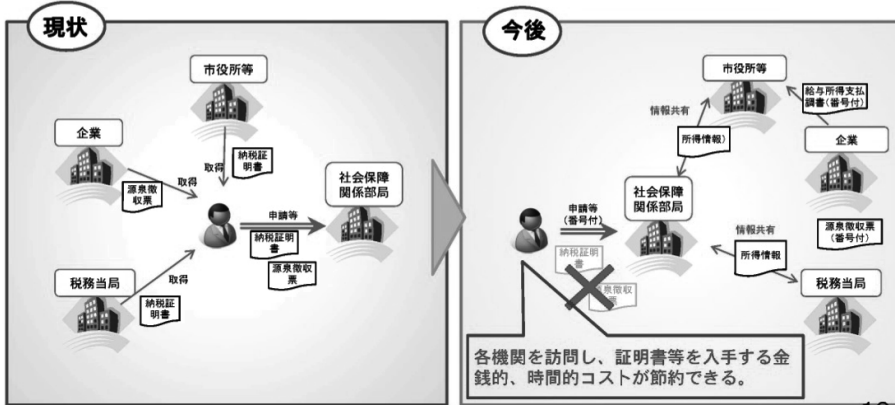 現状
市役所等
企業
取得
納税証
明書
源泉徴
収票
取得
社会保障
関係部局
申請等
納税証明
書
源泉徴収
票
税務当局
取得
納税証
明書
今後
市役所等
情報共有
給与所得支払
調書(番号付)
所得情報)
企業
社会保障
関係部局
申請等
(番号付)
納税証明
書
泉徴収
票
源泉徴収票
(番号付)
情報共有
所得情報
税務当局
各機関を訪問し、証明書等を入手する金
銭的、時間的コストが節約できる。